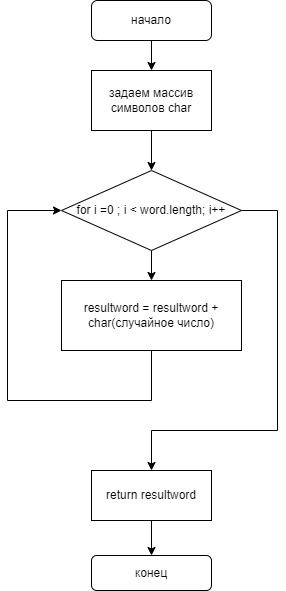 начало
задаем массив
символов char
for i =0 ; i < word.length; i++
resultword = resultword +
char(случайное число)
return resultword
конец